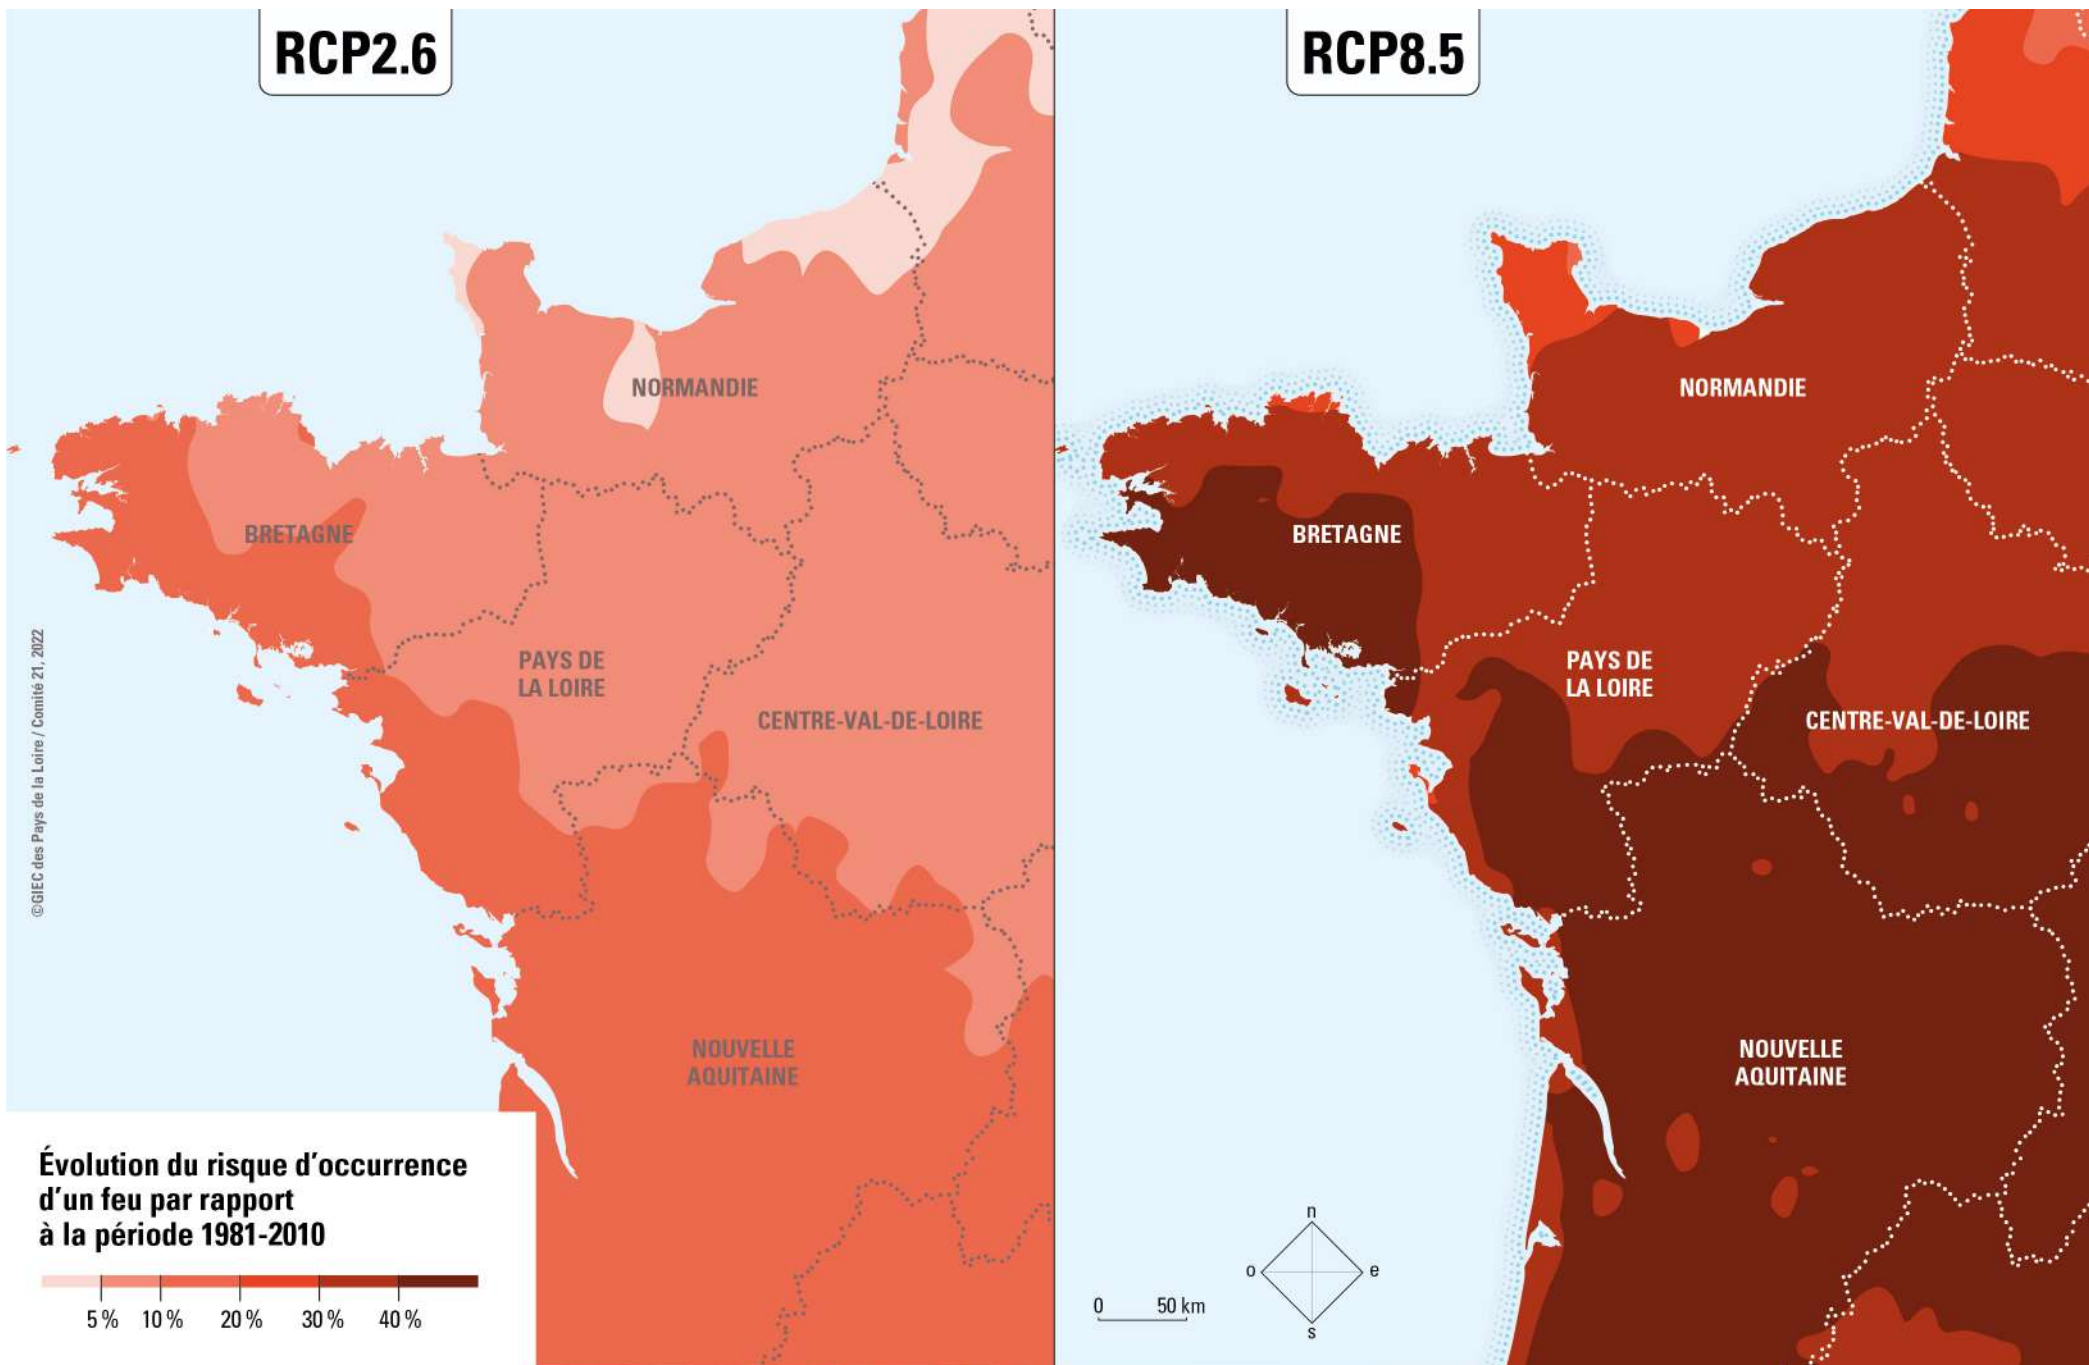 RCP2.6
NORMANDIE
BRETAGNE
PAYS DE
LA LOIRE
CENTRE-VAL-DE-LOIRE
NOUVELLE
AQUITAINE
©GIEC des Pays de la Loire / Comité 21, 2022
Évolution du risque d'occurrence
d'un feu par rapport
à la période 1981-2010
5 % 10 % 20 % 30 % 40 %
RCP8.5
NORMANDIE
BRETAGNE
PAYS DE
LA LOIRE
CENTRE-VAL-DE-LOIRE
NOUVELLE
AQUITAINE
n
o e
s
0 50 km